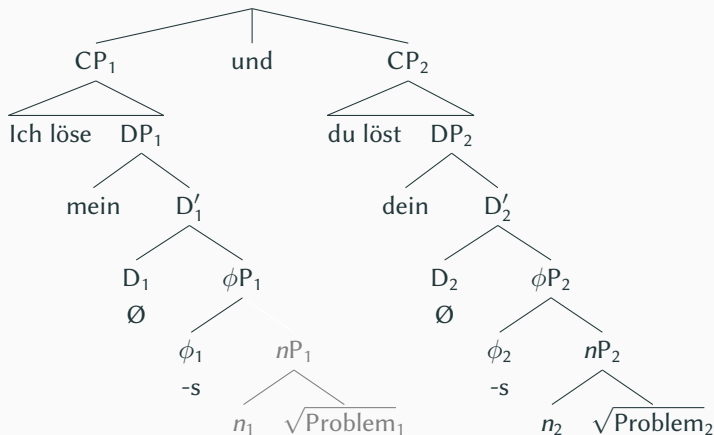 CP₁ und CP₂
Ich löse DP₁ du löst DP₂
mein D′₁ dein D′₂
D₁ ϕP₁ D₂ ϕP₂
Ø Ø
ϕ₁ nP₁ ϕ₂ nP₂
-s -s
n₁ √Problem₁ n₂ √Problem₂